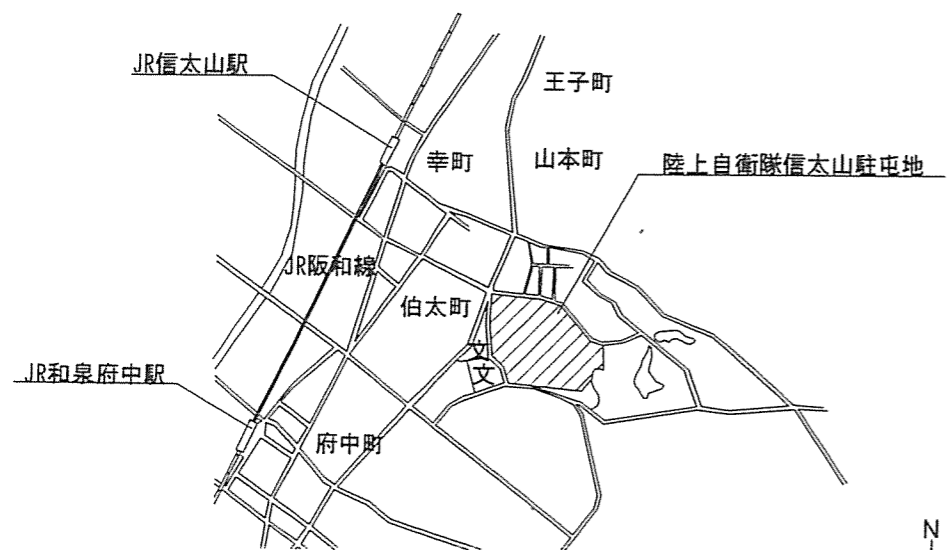 JR信太山駅
王子町
幸町
山本町
陸上自衛隊信太山駐屯地
JR阪和線
伯太町
文
文
JR和泉府中駅
府中町
N